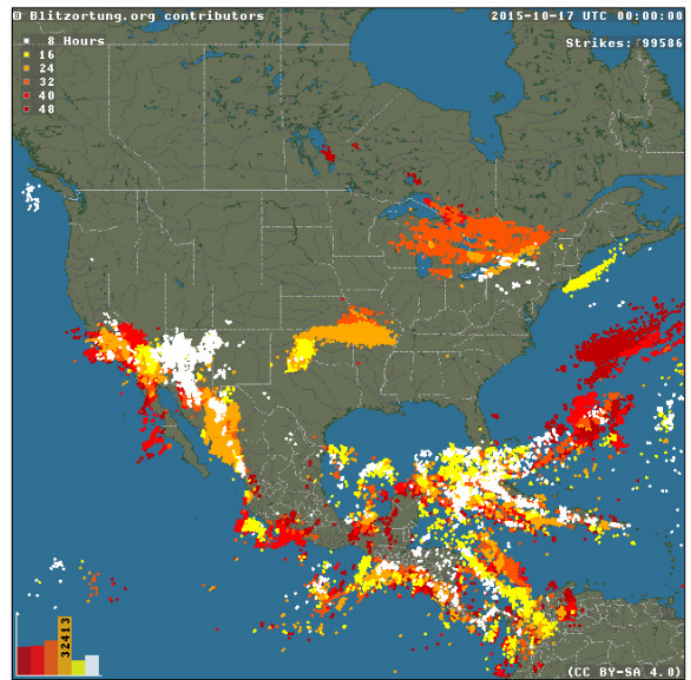 © Blitzortung.org contributors
2015-10-17 UTC 00:00:00
Strikes: 99586
8 Hours
16
24
32
40
48
32413
(CC BY-SA 4.0)